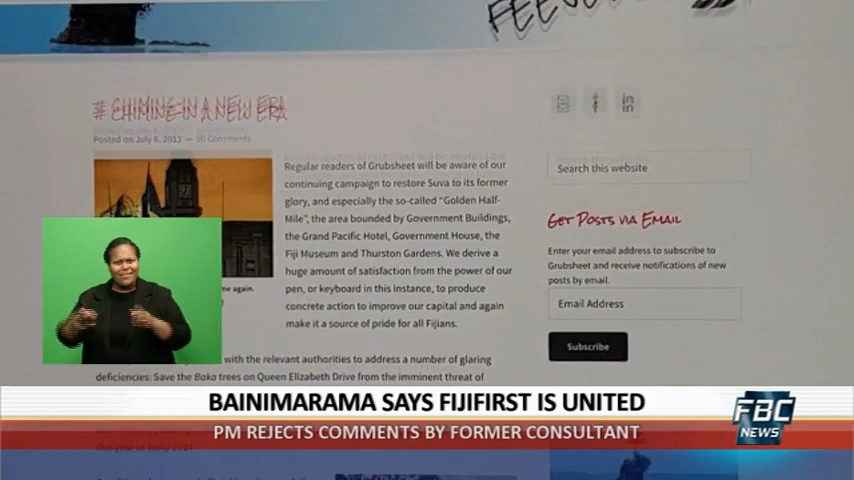 # CHIMING IN A NEW ERA
Posted on July 6, 2012 — 50 Comments
Regular readers of Grubsheet will be aware of our
continuing campaign to restore Suva to its former
glory, and especially the so-called "Golden Half-
Mile", the area bounded by Government Buildings,
the Grand Pacific Hotel, Government House, the
Fiji Museum and Thurston Gardens. We derive a
huge amount of satisfaction from the power of our
pen, or keyboard in this instance, to produce
concrete action to improve our capital and again
make it a source of pride for all Fijians.
me again.
with the relevant authorities to address a number of glaring
deficiencies: Save the Baka trees on Queen Elizabeth Drive from the imminent threat of
Search this website
GET POSTS VIA EMAIL
Enter your email address to subscribe to
Grubsheet and receive notifications of new
posts by email.
Email Address
Subscribe
BAINIMARAMA SAYS FIJIFIRST IS UNITED
PM REJECTS COMMENTS BY FORMER CONSULTANT
FBC
NEWS